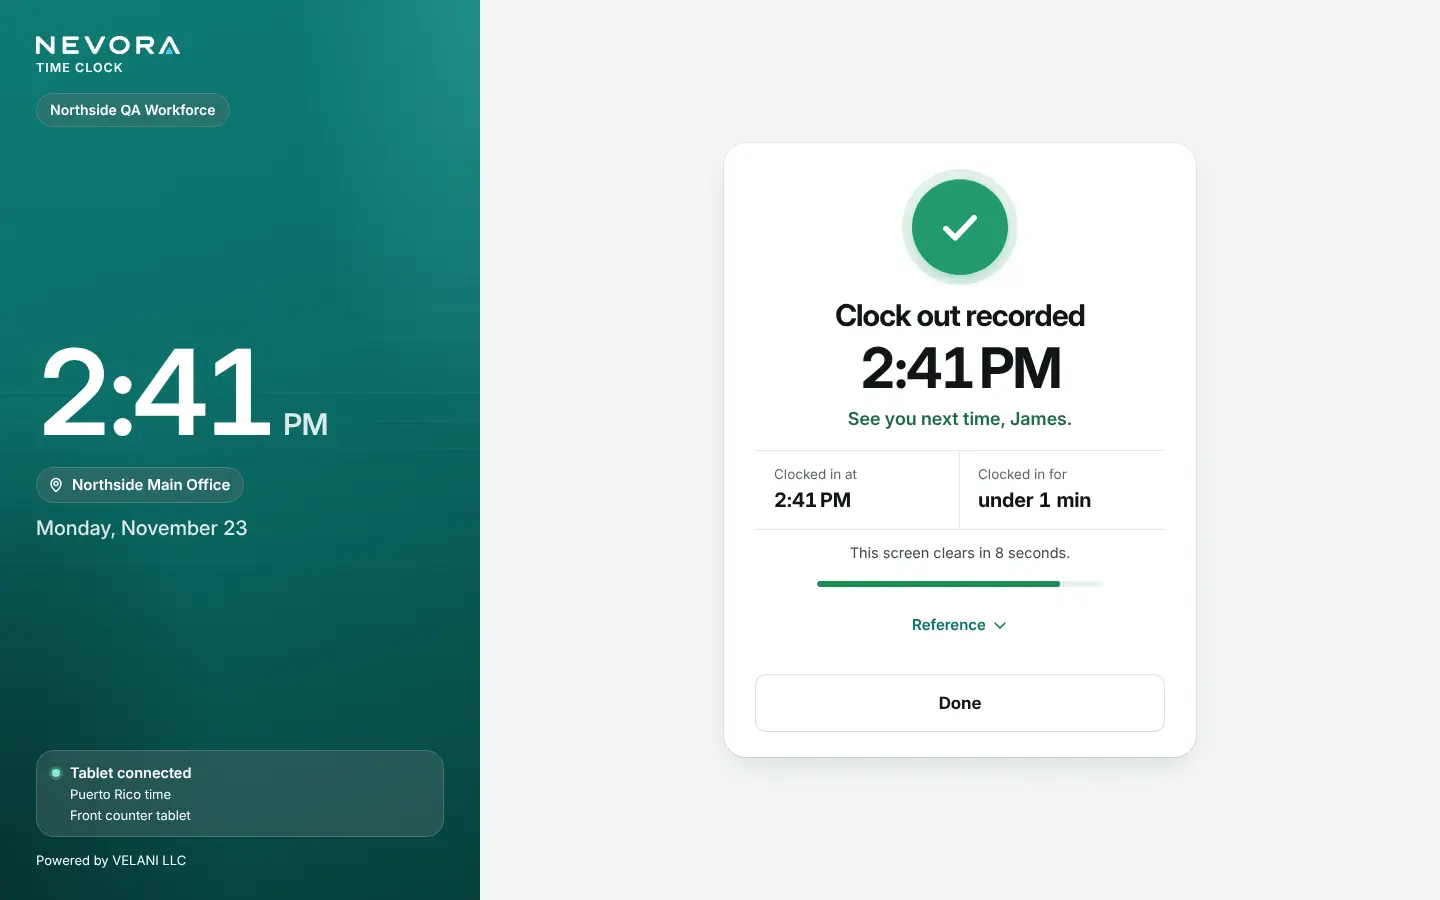 NEVORA
TIME CLOCK
Northside QA Workforce
2:41 PM
Northside Main Office
Monday, November 23
Tablet connected
Puerto Rico time
Front counter tablet
Powered by VELANI LLC
Clock out recorded
2:41 PM
See you next time, James.
Clocked in at
2:41 PM
Clocked in for
under 1 min
This screen clears in 8 seconds.
Reference
Done